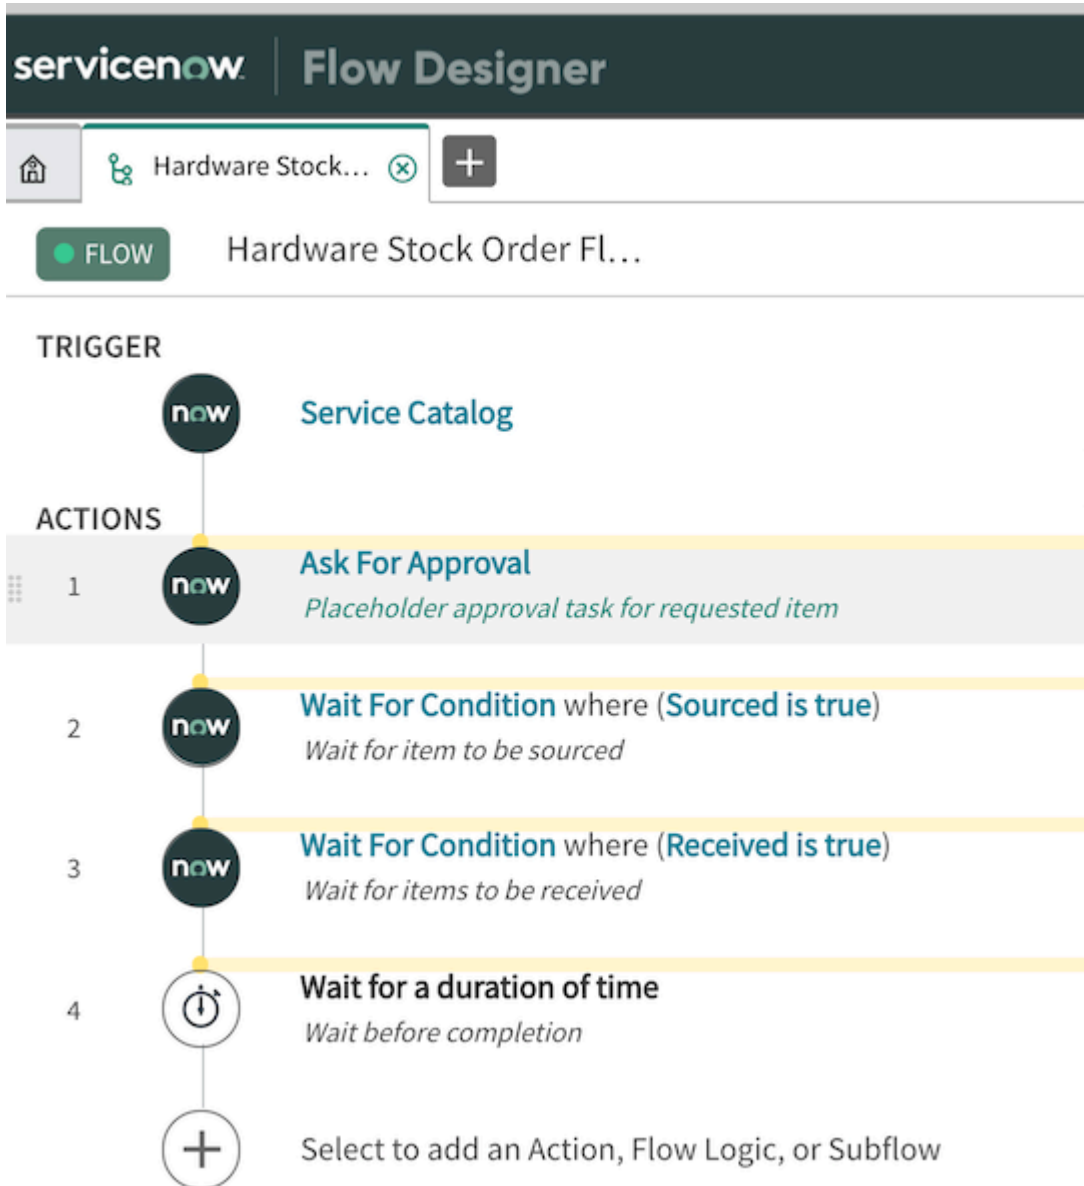 servicenow | Flow Designer
Hardware Stock...
FLOW Hardware Stock Order Fl...
TRIGGER
now Service Catalog
ACTIONS
1 now Ask For Approval
Placeholder approval task for requested item
2 now Wait For Condition where (Sourced is true)
Wait for item to be sourced
3 now Wait For Condition where (Received is true)
Wait for items to be received
4 Wait for a duration of time
Wait before completion
Select to add an Action, Flow Logic, or Subflow